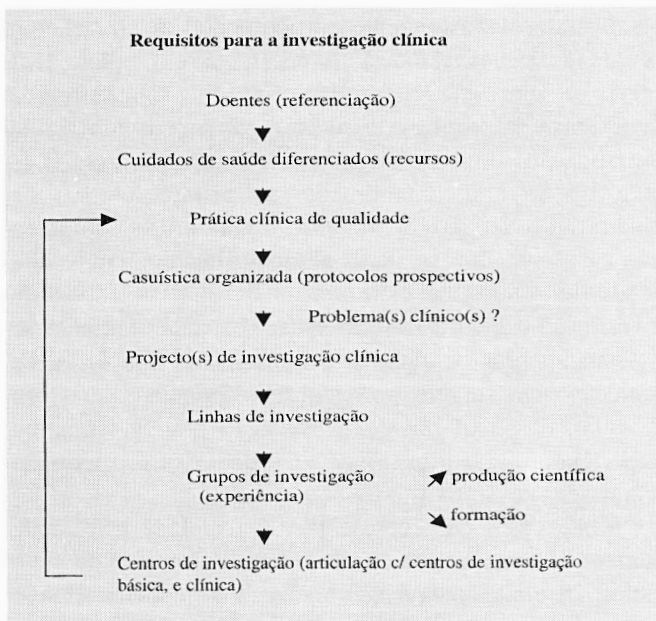 Requisitos para a investigação clínica
Doentes (referenciação)
Cuidados de saúde diferenciados (recursos)
Prática clínica de qualidade
Casuística organizada (protocolos prospectivos)
Problema(s) clínico(s) ?
Projecto(s) de investigação clínica
Linhas de investigação
Grupos de investigação
(experiência)
produção científica
formação
Centros de investigação (articulação c/ centros de investigação
básica, e clínica)